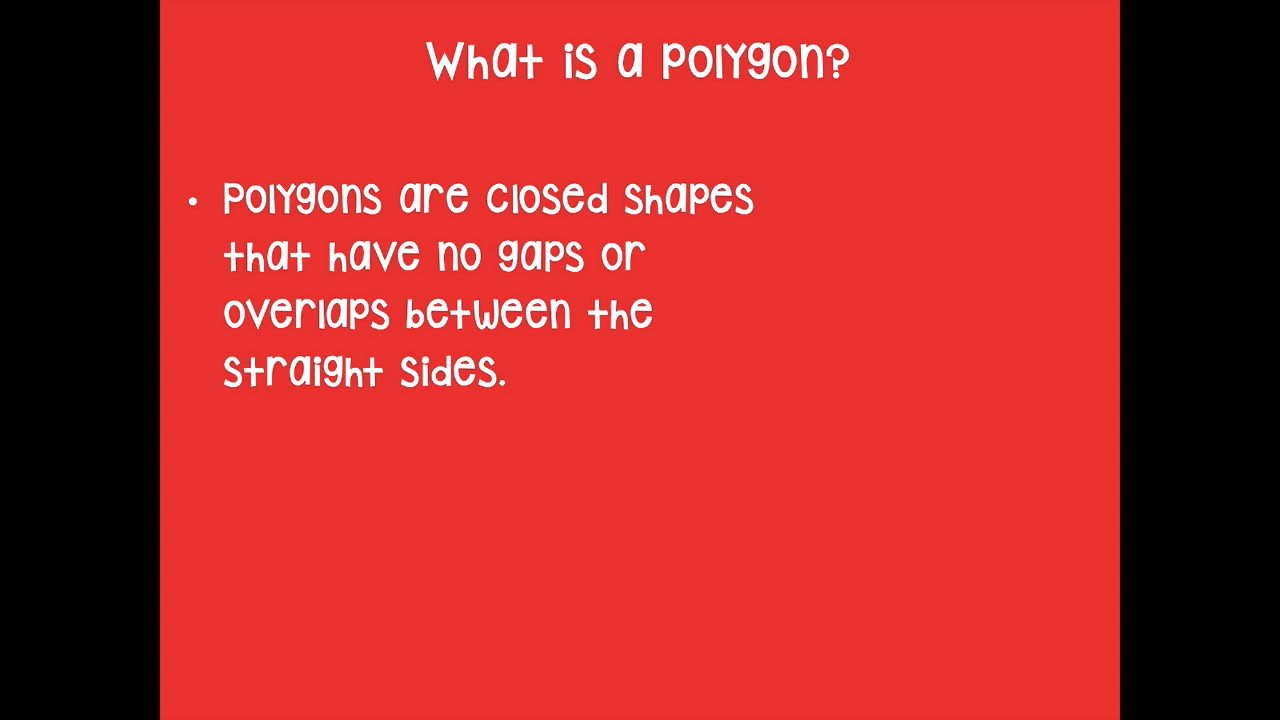 What is a polygon?
• Polygons are closed shapes
that have no gaps or
overlaps between the
straight sides.